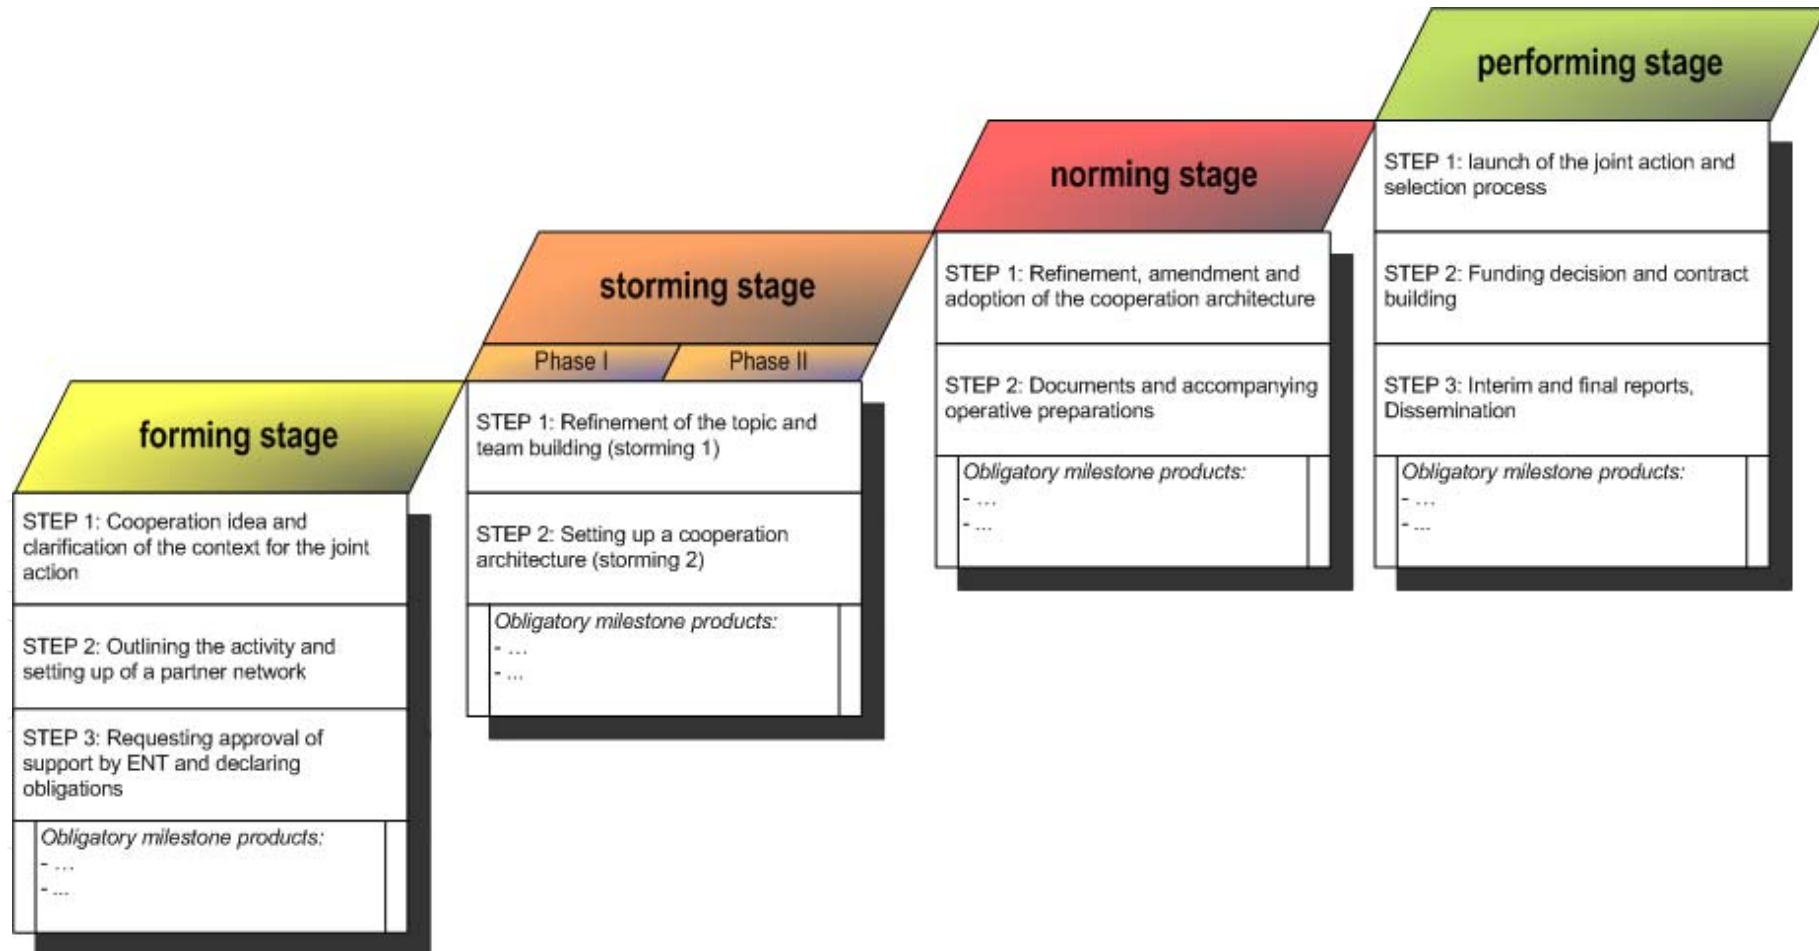 forming stage
STEP 1: Cooperation idea and
clarification of the context for the joint
action
STEP 2: Outlining the activity and
setting up of a partner network
STEP 3: Requesting approval of
support by ENT and declaring
obligations
Obligatory milestone products:
- ...
- ...
storming stage
Phase I
Phase II
STEP 1: Refinement of the topic and
team building (storming 1)
STEP 2: Setting up a cooperation
architecture (storming 2)
Obligatory milestone products:
- ...
- ...
norming stage
STEP 1: Refinement, amendment and
adoption of the cooperation architecture
STEP 2: Documents and accompanying
operative preparations
Obligatory milestone products:
- ...
- ...
performing stage
STEP 1: launch of the joint action and
selection process
STEP 2: Funding decision and contract
building
STEP 3: Interim and final reports,
Dissemination
Obligatory milestone products:
- ...
- ...